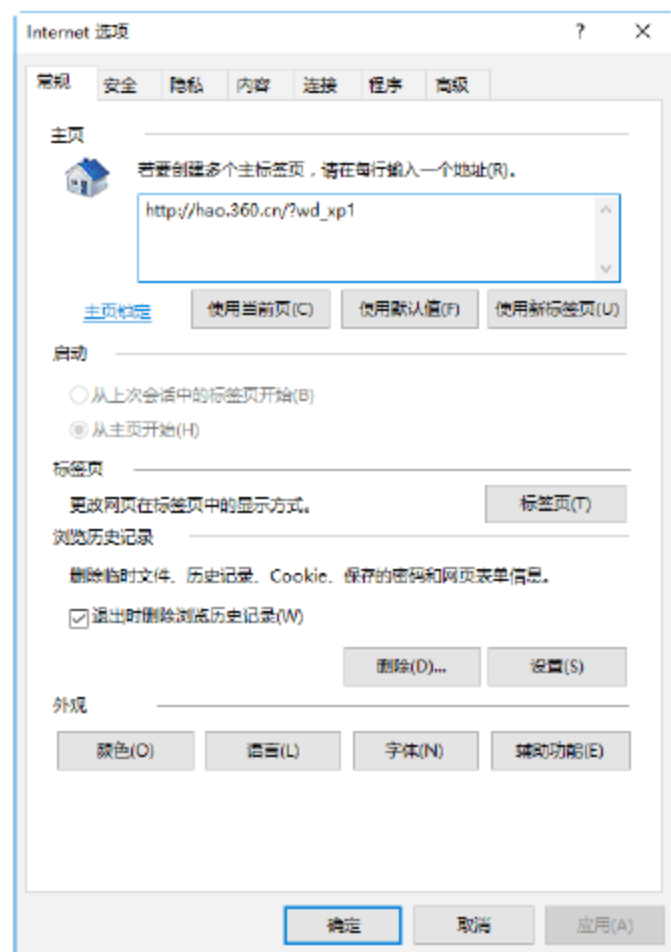 Internet 选项
常规 安全 隐私 内容 连接 程序 高级
主页
若要创建多个主标签页，请在每行输入一个地址(R)。
http://hao.360.cn/?wd_xp1
主页锁定 使用当前页(C) 使用默认值(F) 使用新标签页(U)
启动
从上次会话中的标签页开始(B)
从主页开始(H)
标签页
更改网页在标签页中的显示方式。 标签页(T)
浏览历史记录
删除临时文件、历史记录、Cookie、保存的密码和网页表单信息。
退出时删除浏览历史记录(W)
删除(D)... 设置(S)
外观
颜色(O) 语言(L) 字体(N) 辅助功能(E)
确定 取消 应用(A)